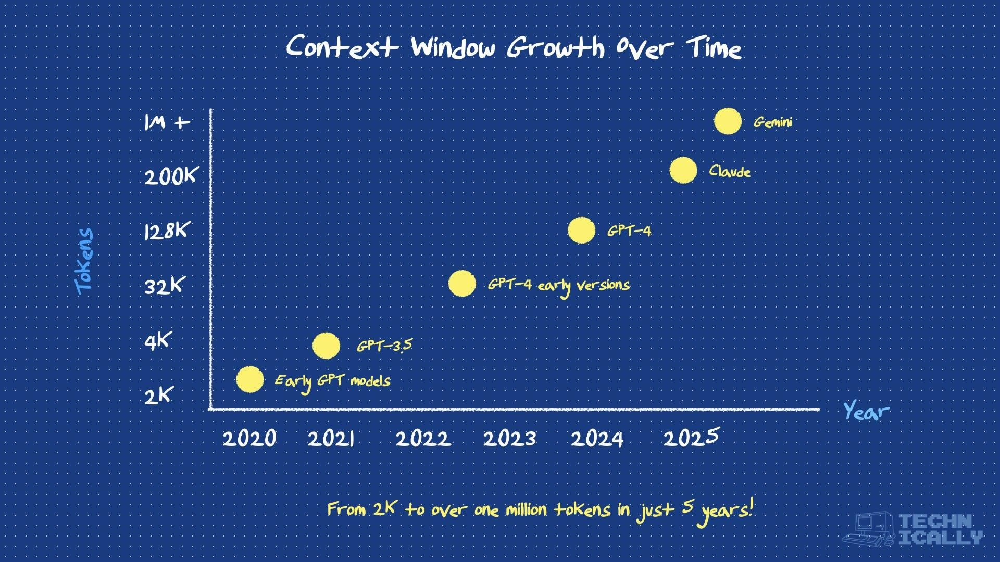 Context Window Growth Over Time
Tokens
1M +
200K
128K
32K
4K
2K
Gemini
Claude
GPT-4
GPT-4 early versions
GPT-3.5
Early GPT models
2020 2021 2022 2023 2024 2025
Year
From 2K to over one million tokens in just 5 years!
TECHN
ICALLY